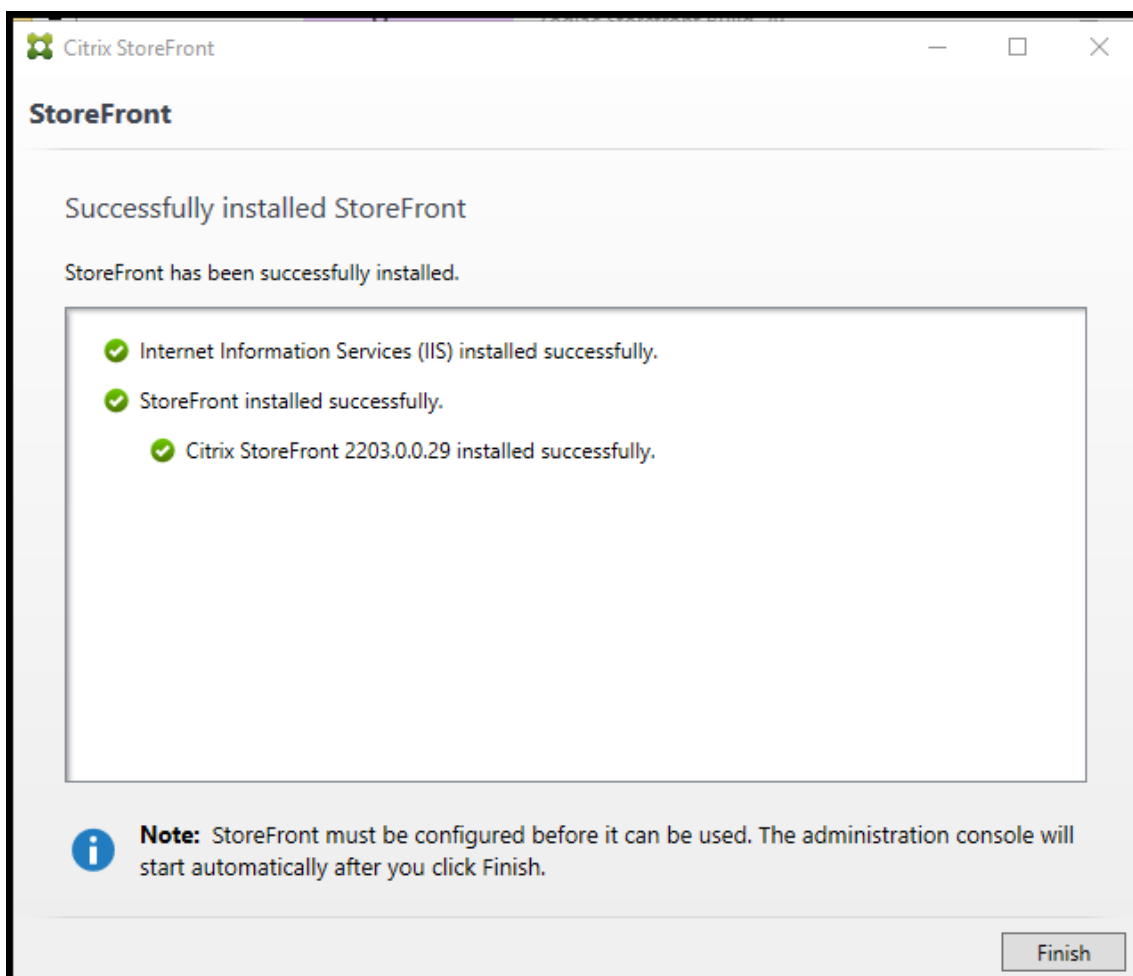 Citrix StoreFront
StoreFront
Successfully installed StoreFront
StoreFront has been successfully installed.
Internet Information Services (IIS) installed successfully.
StoreFront installed successfully.
Citrix StoreFront 2203.0.0.29 installed successfully.
Note: StoreFront must be configured before it can be used. The administration console will
start automatically after you click Finish.
Finish